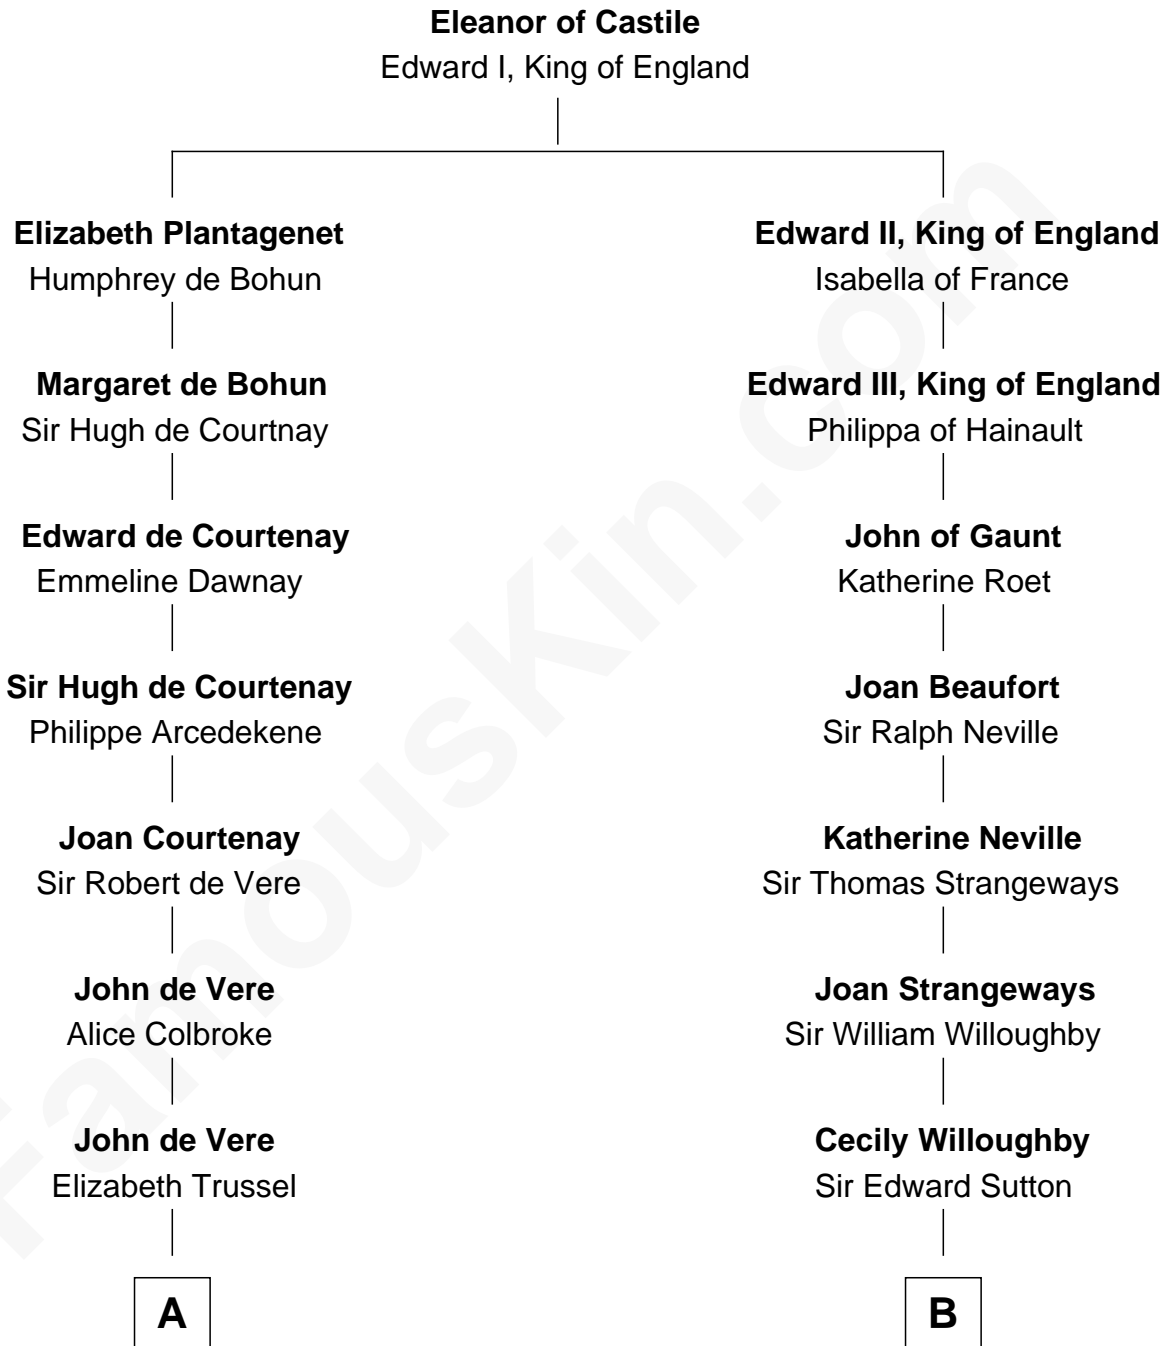 Eleanor of Castile
Edward I, King of England
Elizabeth Plantagenet
Humphrey de Bohun
Margaret de Bohun
Sir Hugh de Courtnay
Edward de Courtenay
Emmeline Dawnay
Sir Hugh de Courtenay
Philippe Arcedekene
Joan Courtenay
Sir Robert de Vere
John de Vere
Alice Colbroke
John de Vere
Elizabeth Trussel
A
Edward II, King of England
Isabella of France
Edward III, King of England
Philippa of Hainault
John of Gaunt
Katherine Roet
Joan Beaufort
Sir Ralph Neville
Katherine Neville
Sir Thomas Strangeways
Joan Strangeways
Sir William Willoughby
Cecily Willoughby
Sir Edward Sutton
B
FamousKin.com